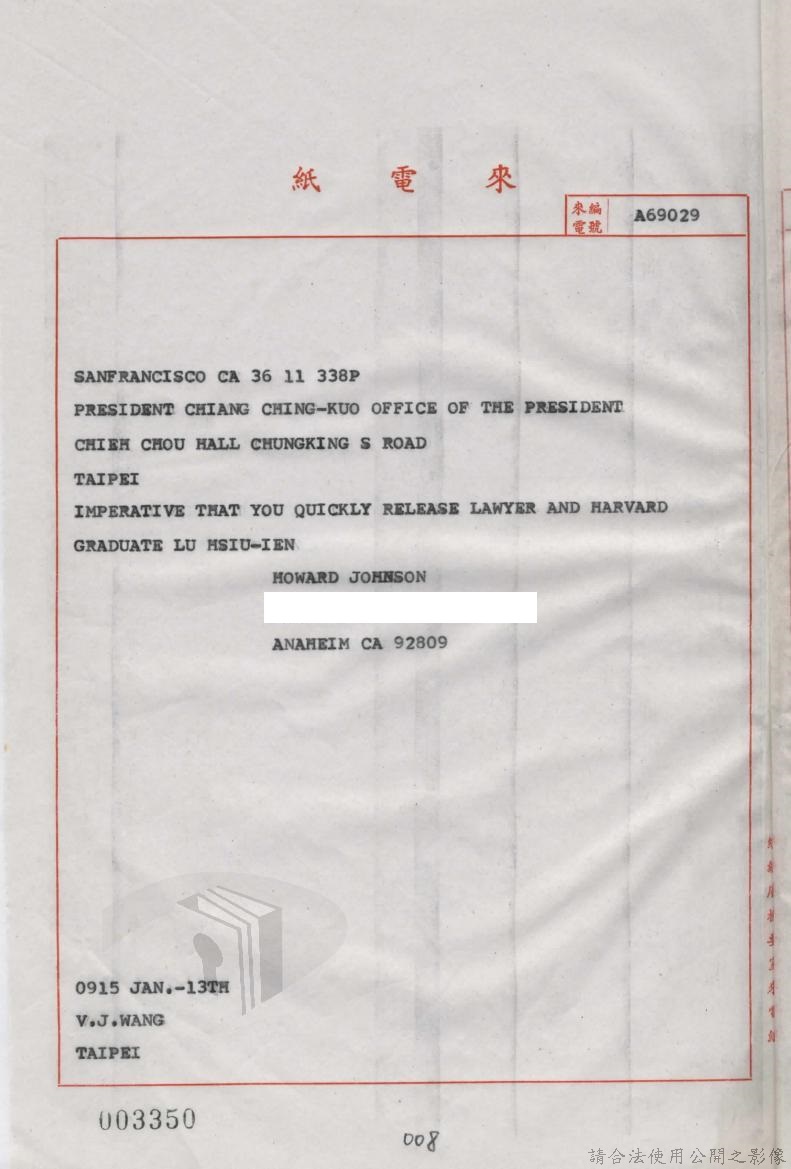 來電紙
來電 編號 A69029
SANFRANCISCO CA 36 11 338P
PRESIDENT CHIANG CHING-KUO OFFICE OF THE PRESIDENT
CHIEH CHOU HALL CHUNGKING S ROAD
TAIPEI
IMPERATIVE THAT YOU QUICKLY RELEASE LAWYER AND HARVARD
GRADUATE LU HSIU-IEN
HOWARD JOHNSON
ANAHEIM CA 92809
0915 JAN.-13TH
V.J.WANG
TAIPEI
003350
008
請合法使用公開之影像